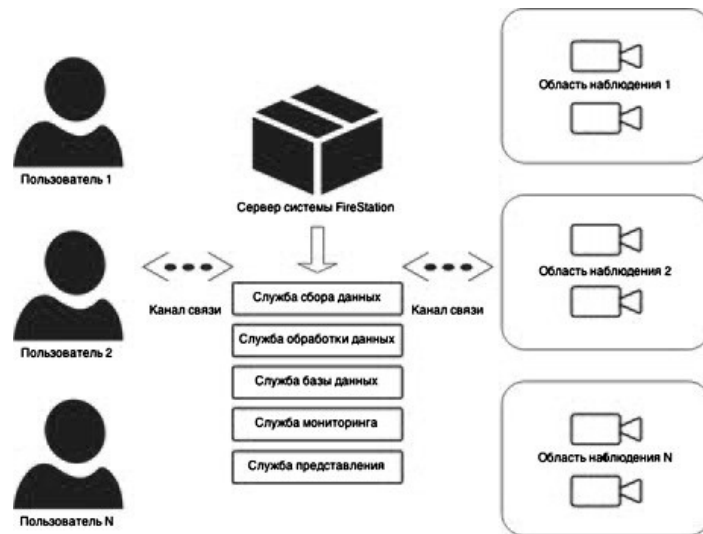 Пользователь 1
Пользователь 2
Пользователь N
Сервер системы FireStation
Канал связи
Служба сбора данных
Служба обработки данных
Служба базы данных
Служба мониторинга
Служба представления
Канал связи
Область наблюдения 1
Область наблюдения 2
Область наблюдения N